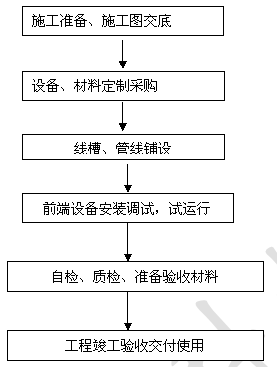 施工准备、施工图交底
设备、材料定制采购
线槽、管线铺设
前端设备安装调试，试运行
自检、质检、准备验收材料
工程竣工验收交付使用